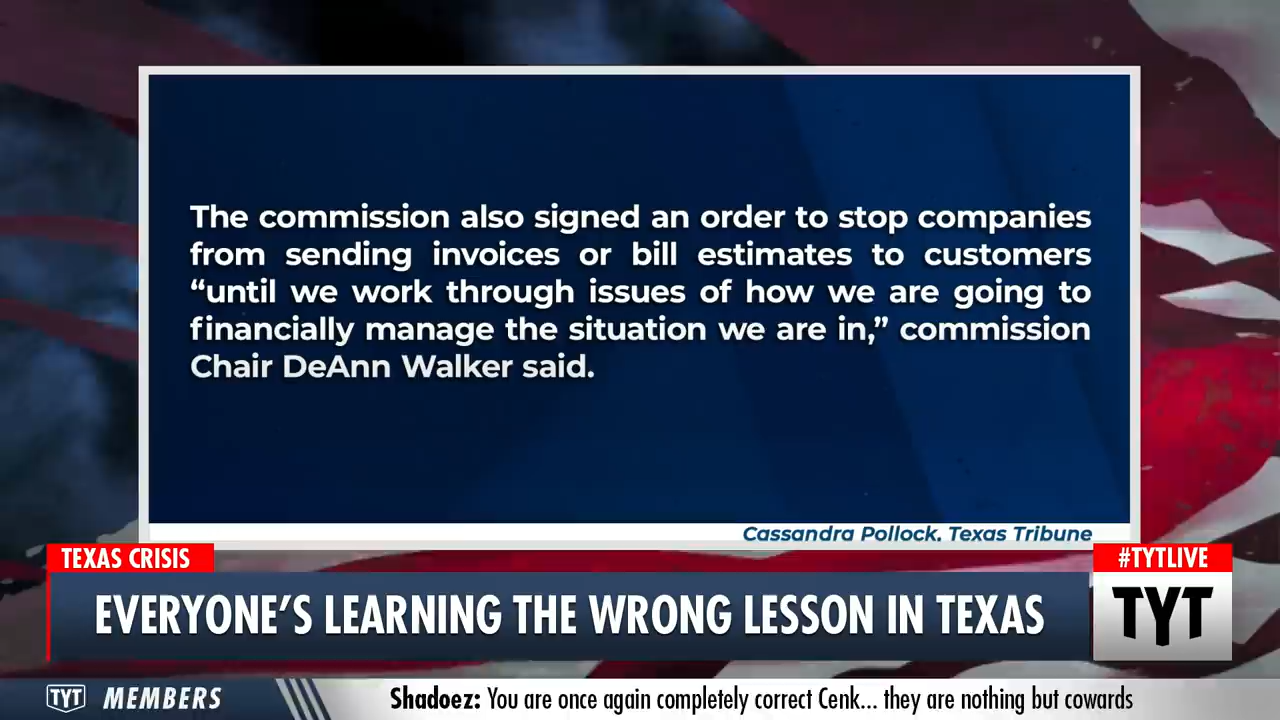 The commission also signed an order to stop companies
from sending invoices or bill estimates to customers
“until we work through issues of how we are going to
financially manage the situation we are in,” commission
Chair DeAnn Walker said.
Cassandra Pollock, Texas Tribune
TEXAS CRISIS
#TYTLIVE
EVERYONE’S LEARNING THE WRONG LESSON IN TEXAS
TYT
TYT MEMBERS
Shadoez: You are once again completely correct Cenk... they are nothing but cowards